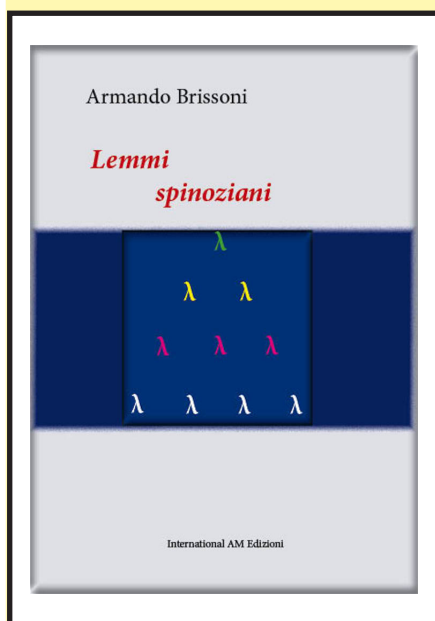 Armando Brissoni
Lemmi
spinoziani
λ
λ λ
λ λ λ
λ λ λ λ
International AM Edizioni